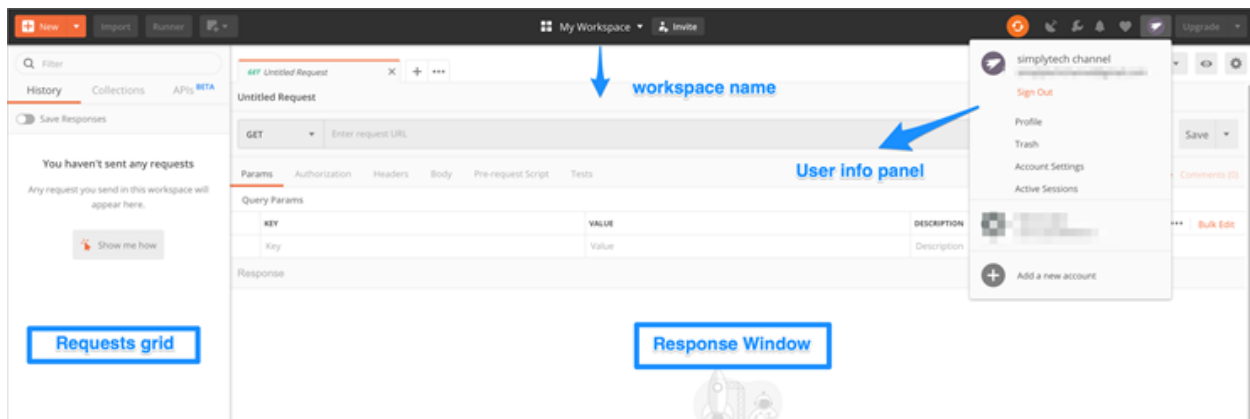 New Import Runner My Workspace Invite Upgrade
Filter
History Collections APIs BETA
Save Responses
You haven't sent any requests
Any request you send in this workspace will
appear here.
Show me how
Requests grid
GET Untitled Request
Untitled Request
workspace name
GET Enter request URL
Save
Params Authorization Headers Body Pre-request Script Tests
Comments (0)
User info panel
Query Params
KEY VALUE DESCRIPTION
Bulk Edit
Key Value Description
Response
Response Window
simplytech channel
Sign Out
Profile
Trash
Account Settings
Active Sessions
Add a new account